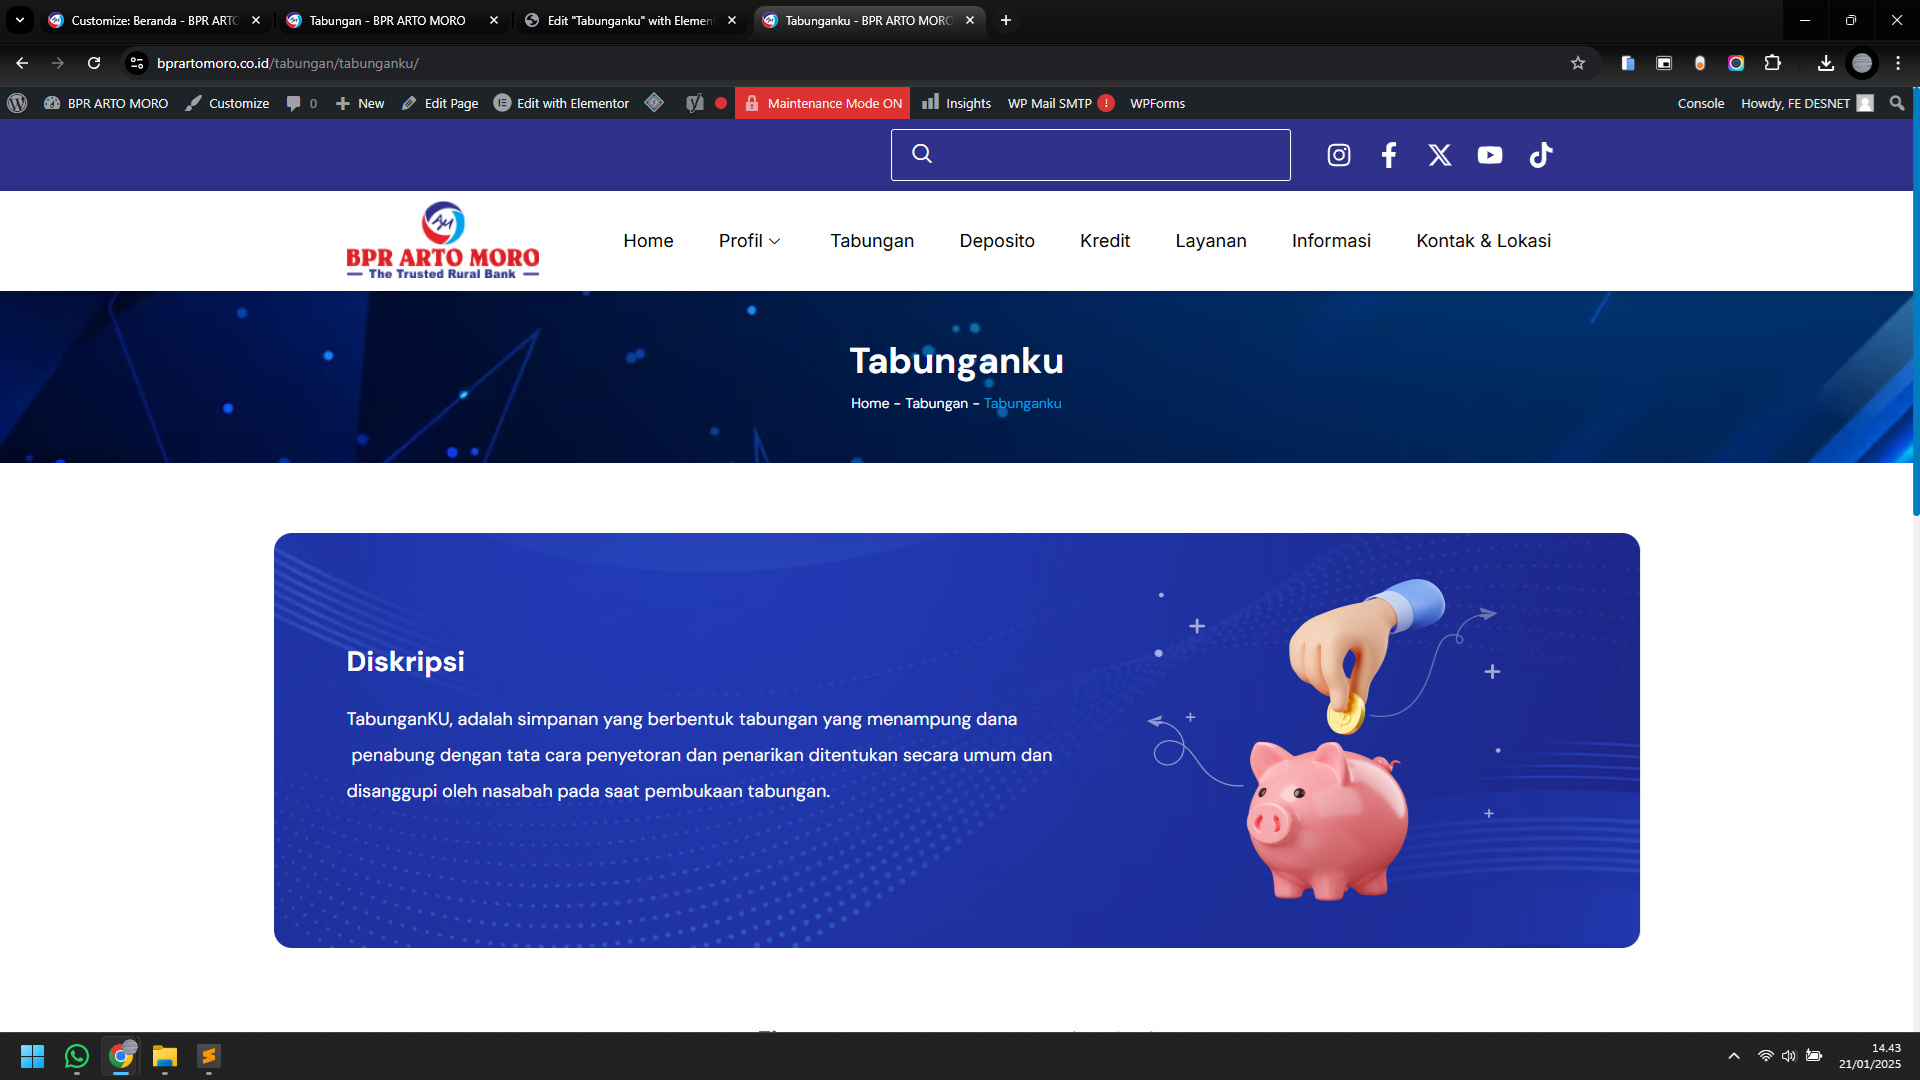 Customize: Beranda - BPR ARTO
Tabungan - BPR ARTO MORO
Edit "Tabunganku" with Elemen
Tabunganku - BPR ARTO MORO
bprartomoro.co.id/tabungan/tabunganku/
BPR ARTO MORO Customize 0 New Edit Page Edit with Elementor Maintenance Mode ON Insights WP Mail SMTP ! WPForms Console Howdy, FE DESNET
AM
BPR ARTO MORO
The Trusted Rural Bank
Home Profil Tabungan Deposito Kredit Layanan Informasi Kontak & Lokasi
Tabunganku
Home - Tabungan - Tabunganku
Diskripsi
TabunganKU, adalah simpanan yang berbentuk tabungan yang menampung dana
penabung dengan tata cara penyetoran dan penarikan ditentukan secara umum dan
disanggupi oleh nasabah pada saat pembukaan tabungan.
14.43
21/01/2025